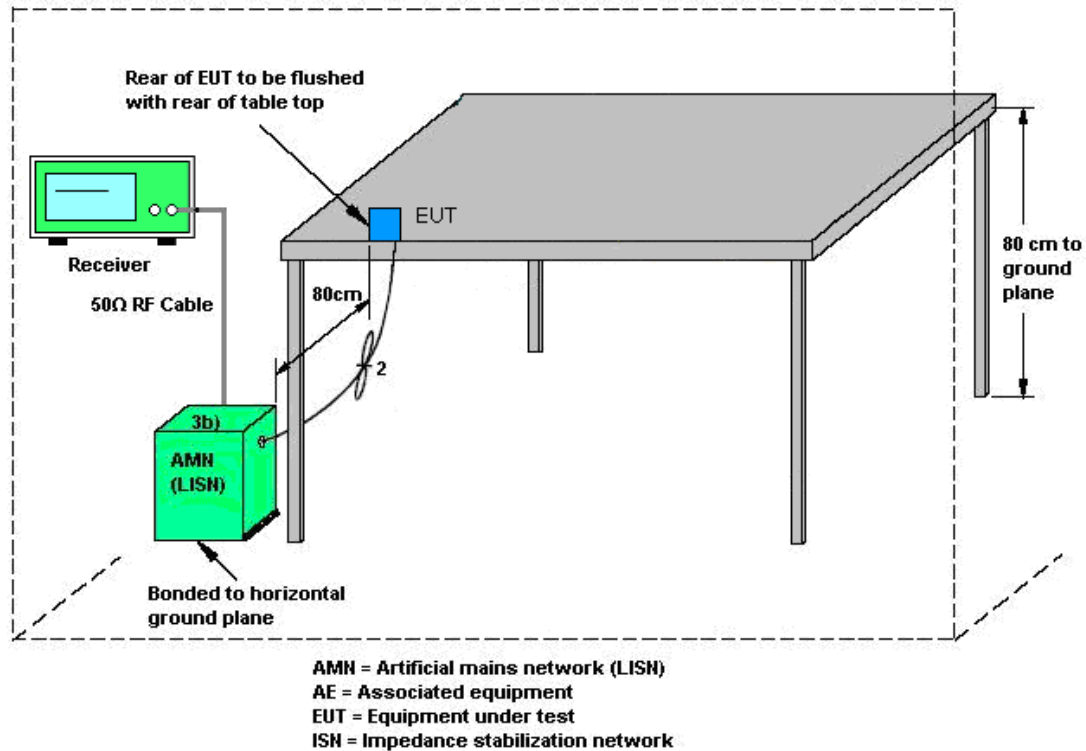 Rear of EUT to be flushed
with rear of table top
EUT
Receiver
50Ω RF Cable
80cm
80 cm to
ground
plane
2
3b)
AMN
(LISN)
Bonded to horizontal
ground plane
AMN = Artificial mains network (LISN)
AE = Associated equipment
EUT = Equipment under test
ISN = Impedance stabilization network